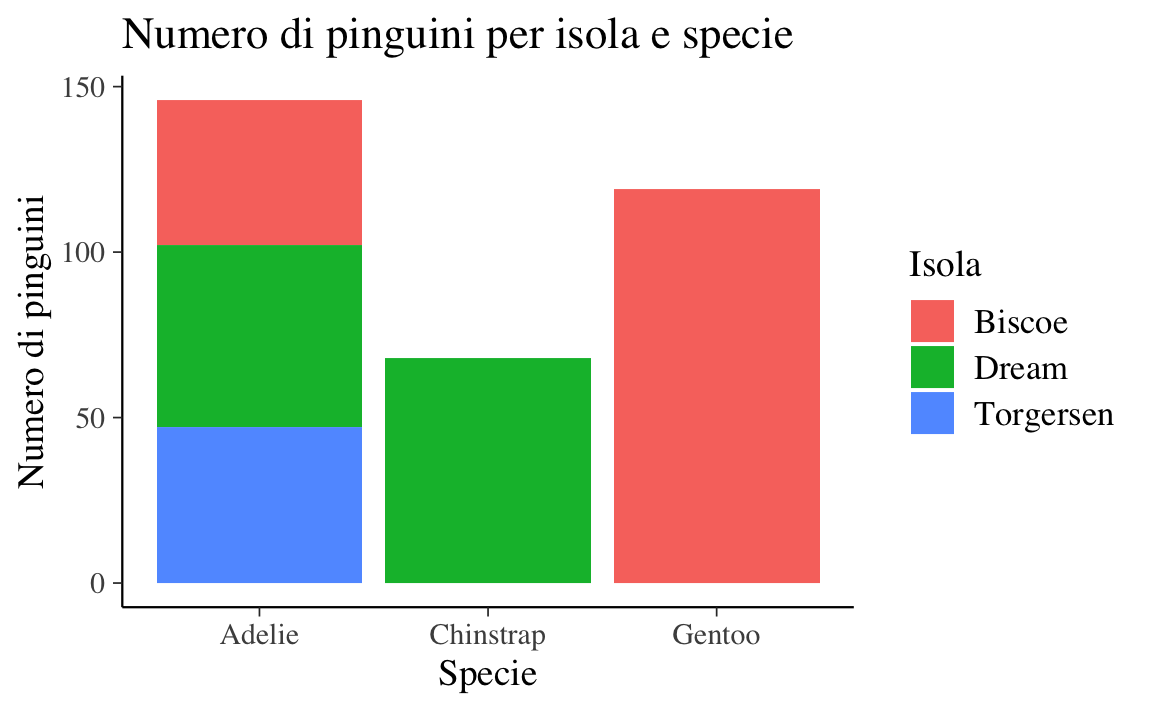 Numero di pinguini per isola e specie
Numero di pinguini
150
100
50
0
Adelie
Chinstrap
Gentoo
Specie
Isola
Biscoe
Dream
Torgersen